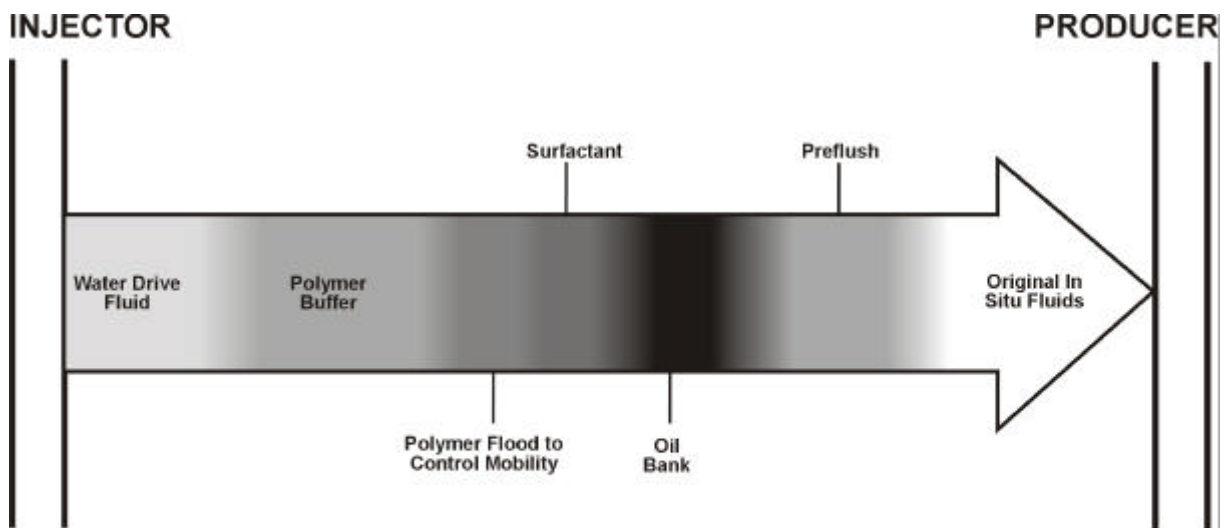 INJECTOR
PRODUCER
Surfactant
Preflush
Water Drive
Fluid
Polymer
Buffer
Original In
Situ Fluids
Polymer Flood to
Control Mobility
Oil
Bank